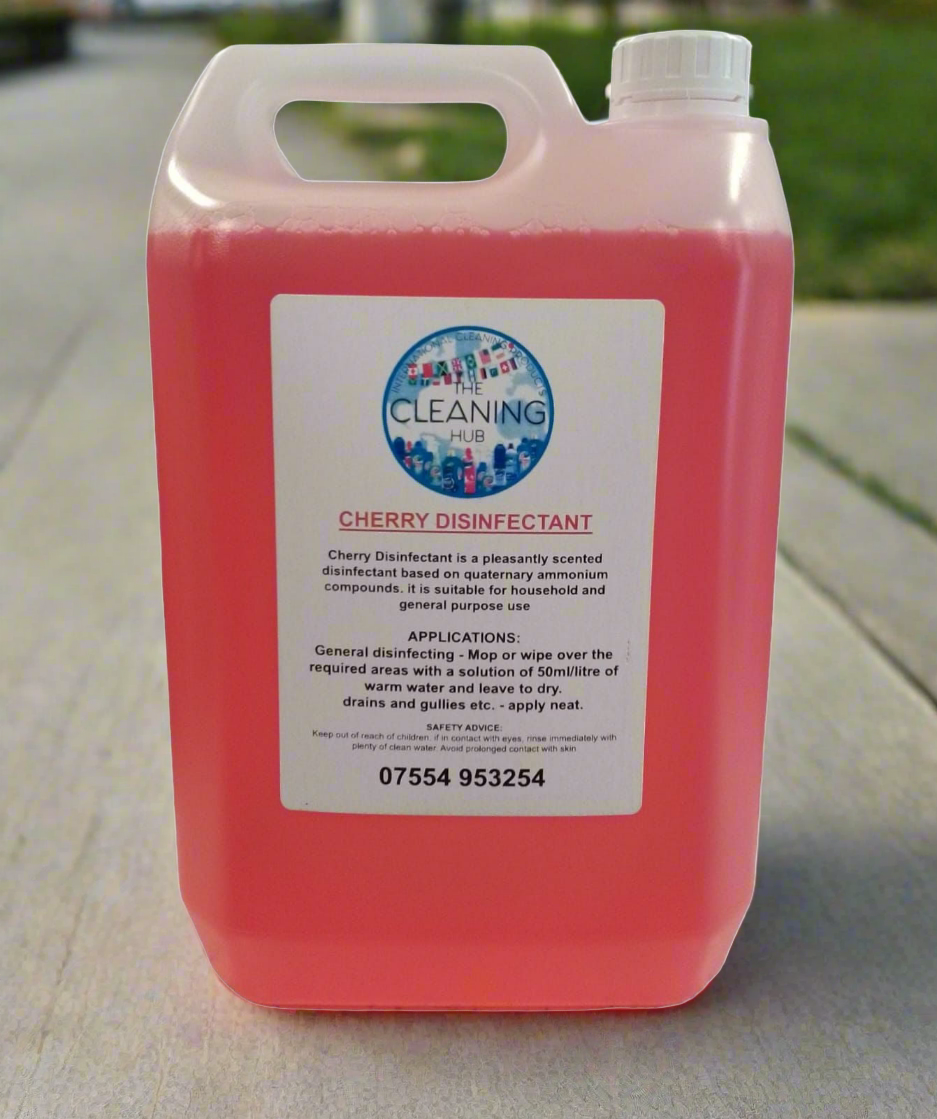 INTERNATIONAL CLEANING PRODUCTS
THE
CLEANING
HUB
CHERRY DISINFECTANT
Cherry Disinfectant is a pleasantly scented
disinfectant based on quaternary ammonium
compounds. it is suitable for household and
general purpose use
APPLICATIONS:
General disinfecting - Mop or wipe over the
required areas with a solution of 50ml/litre of
warm water and leave to dry.
drains and gullies etc. - apply neat.
SAFETY ADVICE:
Keep out of reach of children. if in contact with eyes, rinse immediately with
plenty of clean water. Avoid prolonged contact with skin
07554 953254